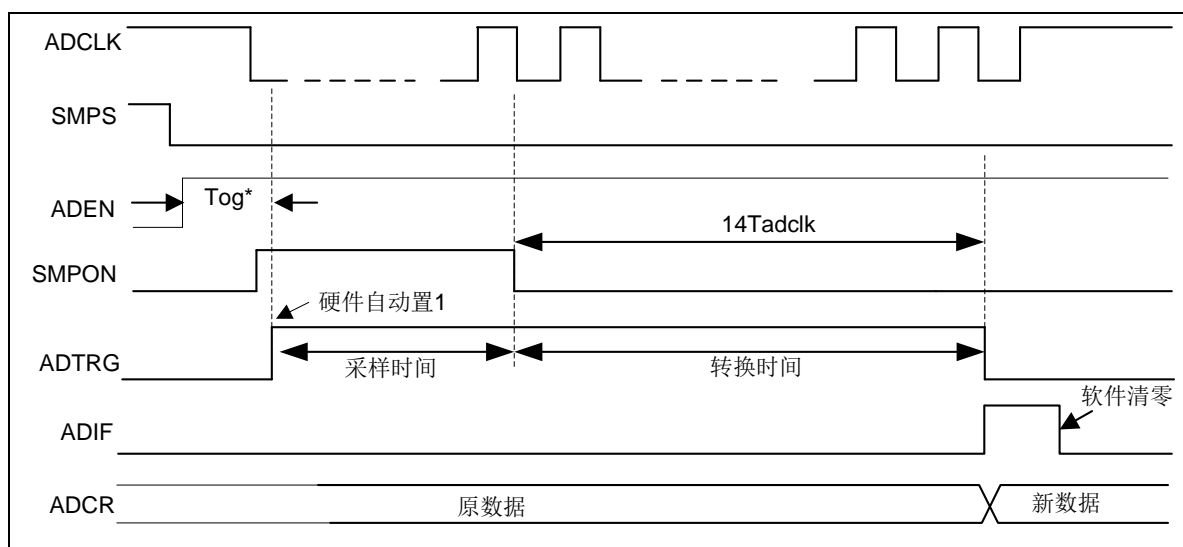 ADCLK
SMPS
ADEN
Tog*
14Tadclk
SMPON
硬件自动置1
ADTRG
采样时间
转换时间
软件清零
ADIF
ADCR
原数据
新数据